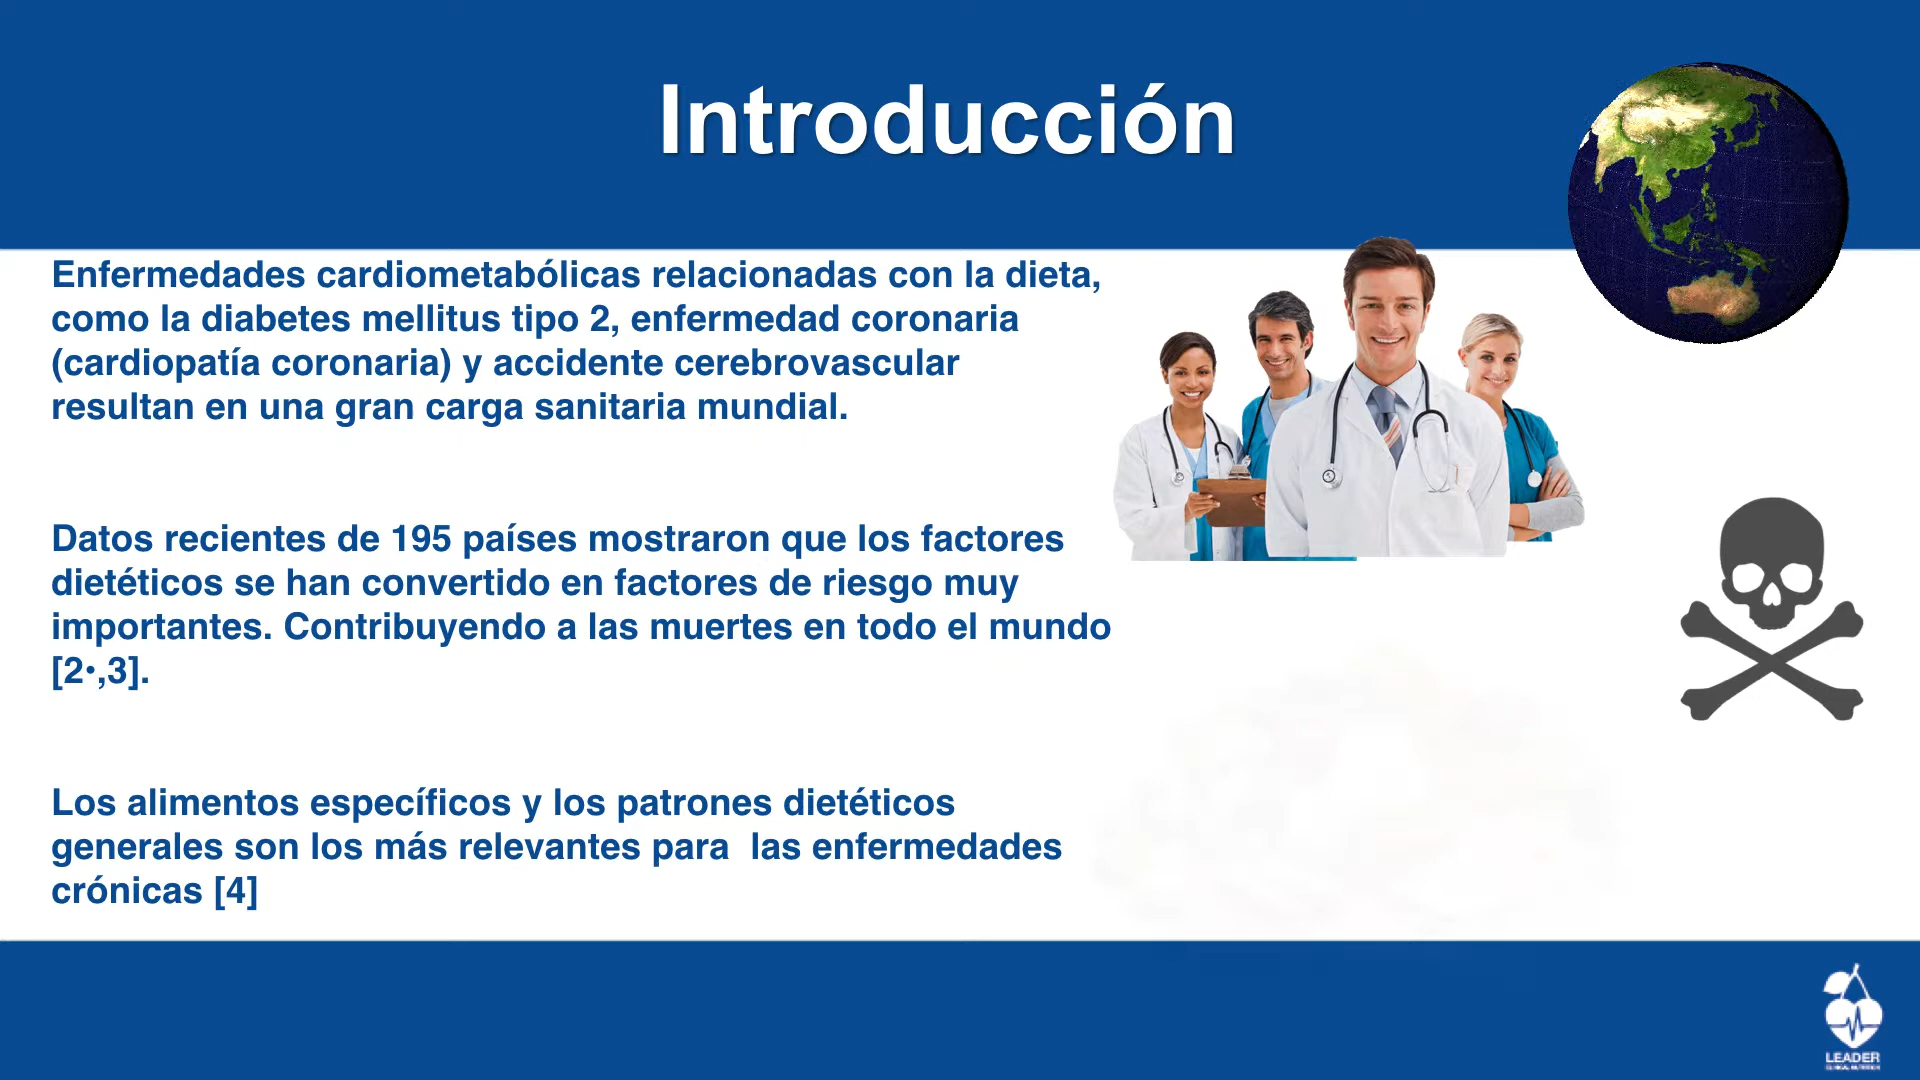 Introducción
Enfermedades cardiometabólicas relacionadas con la dieta,
como la diabetes mellitus tipo 2, enfermedad coronaria
(cardiopatía coronaria) y accidente cerebrovascular
resultan en una gran carga sanitaria mundial.
Datos recientes de 195 países mostraron que los factores
dietéticos se han convertido en factores de riesgo muy
importantes. Contribuyendo a las muertes en todo el mundo
[2•,3].
Los alimentos específicos y los patrones dietéticos
generales son los más relevantes para  las enfermedades
crónicas [4]
LEADER
CLINICAL NUTRITION